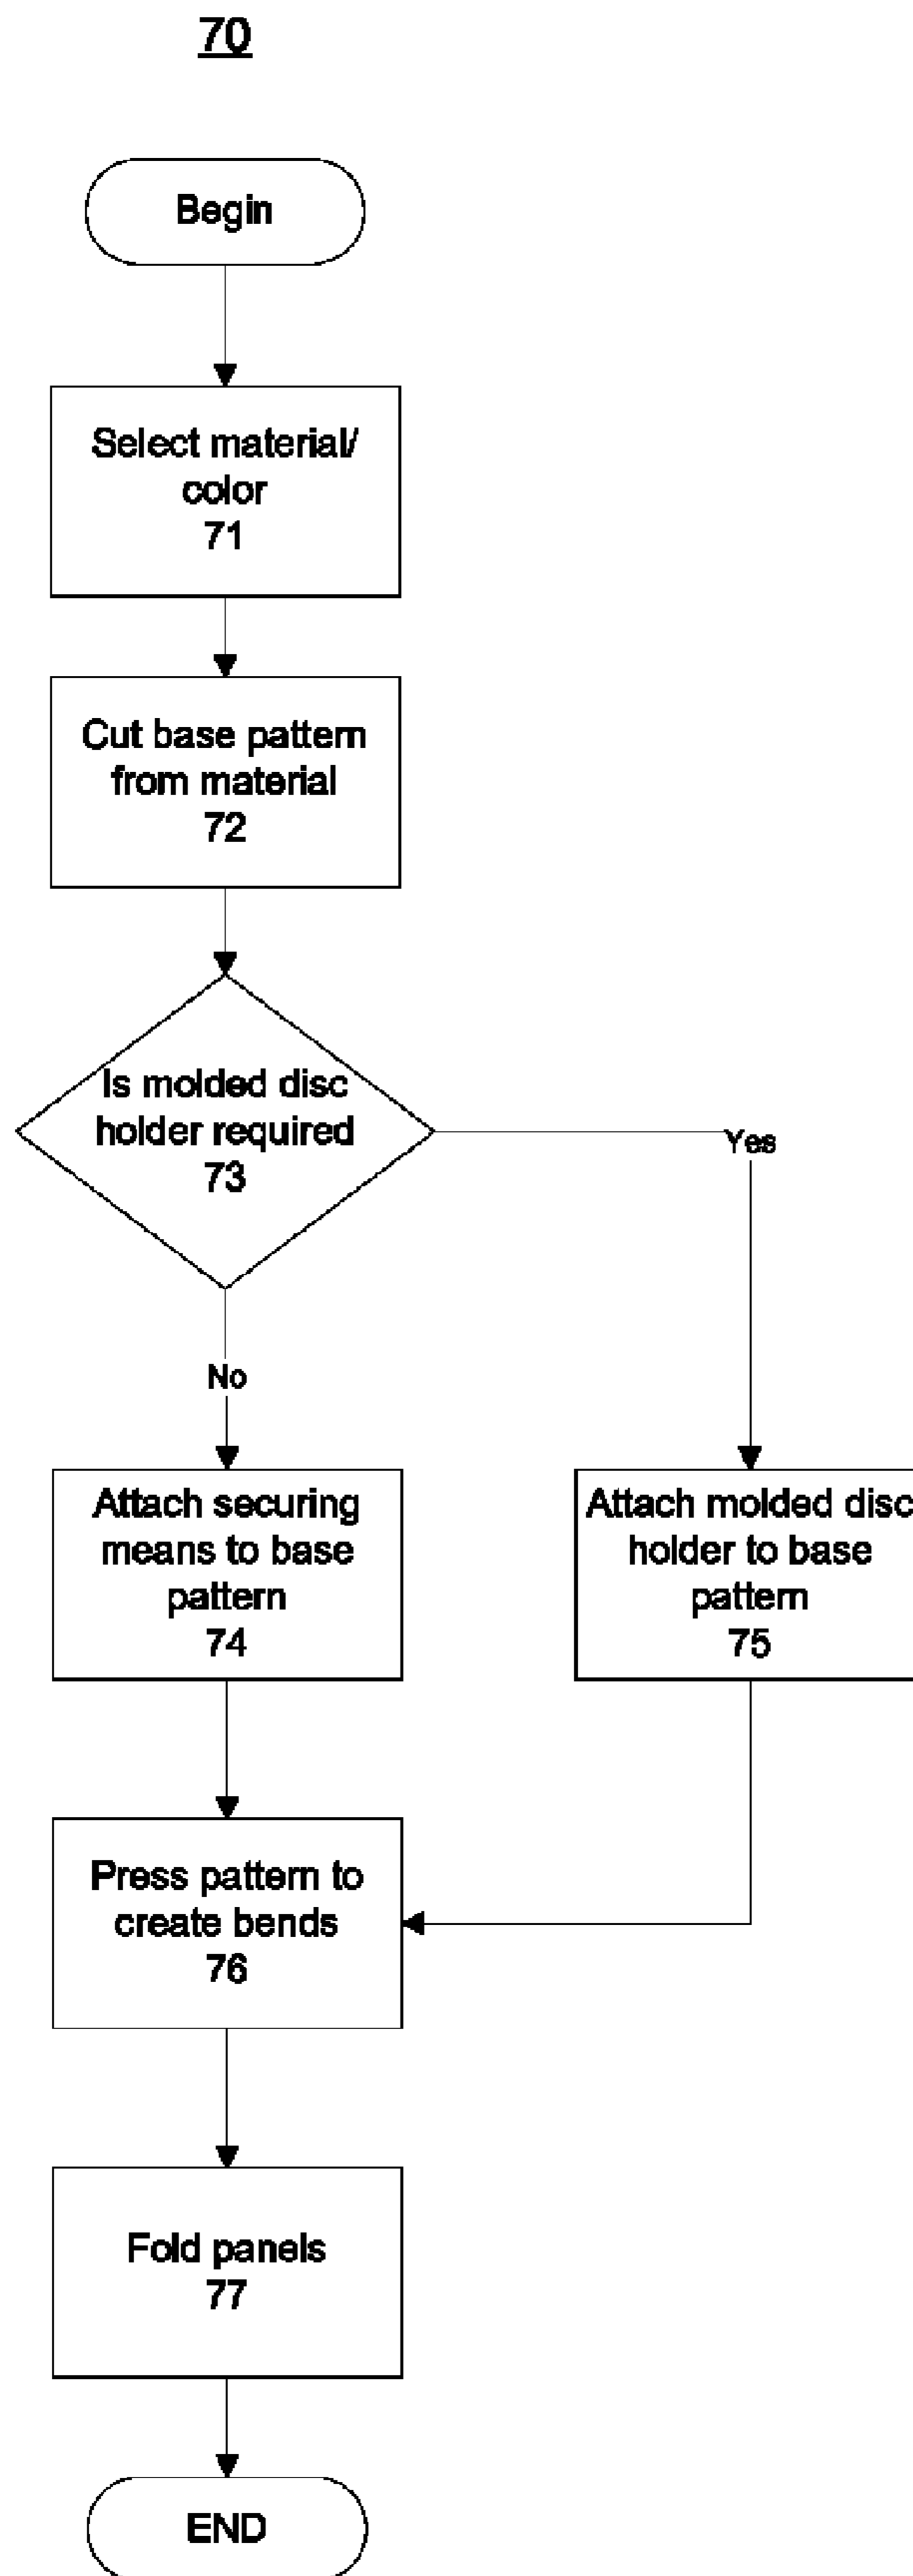 70
Begin
Select material/
color
71
Cut base pattern
from material
72
Is molded disc
holder required
73
Yes
No
Attach securing
means to base
pattern
74
Attach molded disc
holder to base
pattern
75
Press pattern to
create bends
76
Fold panels
77
END